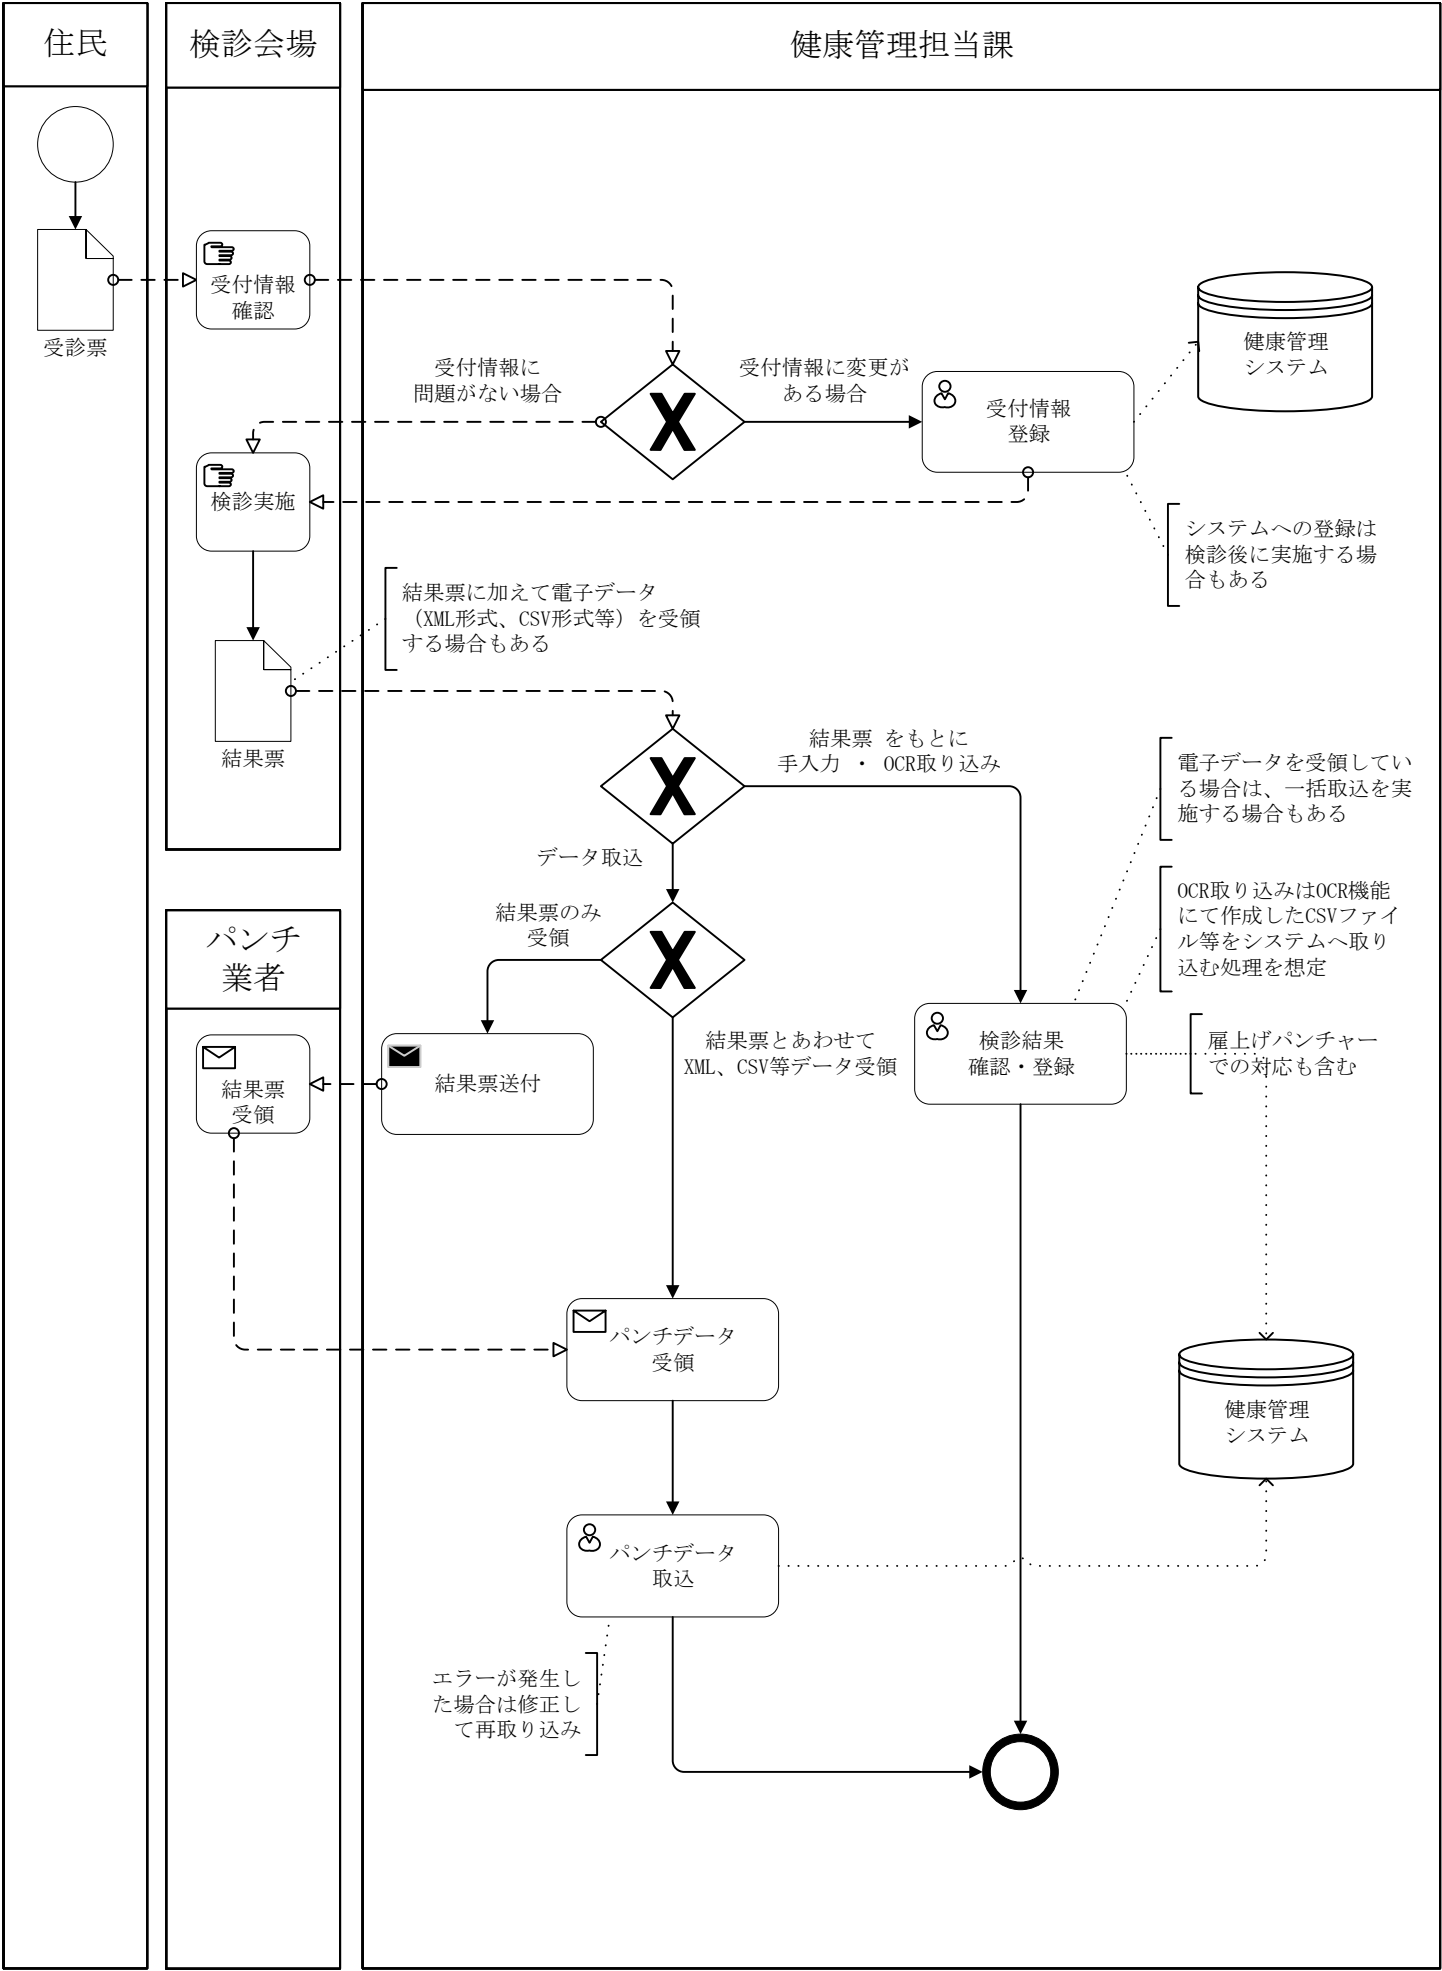 住民
検診会場
健康管理担当課
受診票
受付情報
確認
受付情報に
問題がない場合
受付情報に変更が
ある場合
受付情報
登録
健康管理
システム
検診実施
システムへの登録は
検診後に実施する場
合もある
結果票に加えて電子データ
（XML形式、CSV形式等）を受領
する場合もある
結果票
結果票 をもとに
手入力 ・ OCR取り込み
電子データを受領してい
る場合は、一括取込を実
施する場合もある
データ取込
OCR取り込みはOCR機能
にて作成したCSVファイ
ル等をシステムへ取り
込む処理を想定
結果票のみ
受領
パンチ
業者
結果票
受領
結果票送付
結果票とあわせて
XML、CSV等データ受領
検診結果
確認・登録
雇上げパンチャー
での対応も含む
パンチデータ
受領
健康管理
システム
パンチデータ
取込
エラーが発生し
た場合は修正し
て再取り込み